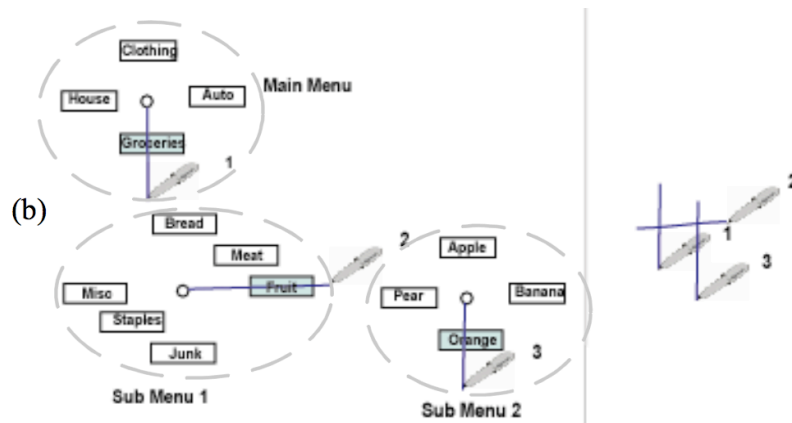 Clothing
House
Auto
Main Menu
Groceries
1
(b)
Bread
Meat
2
Fruit
Misc
Staples
Junk
Sub Menu 1
Apple
Pear
Banana
Orange
3
Sub Menu 2
2
1
3